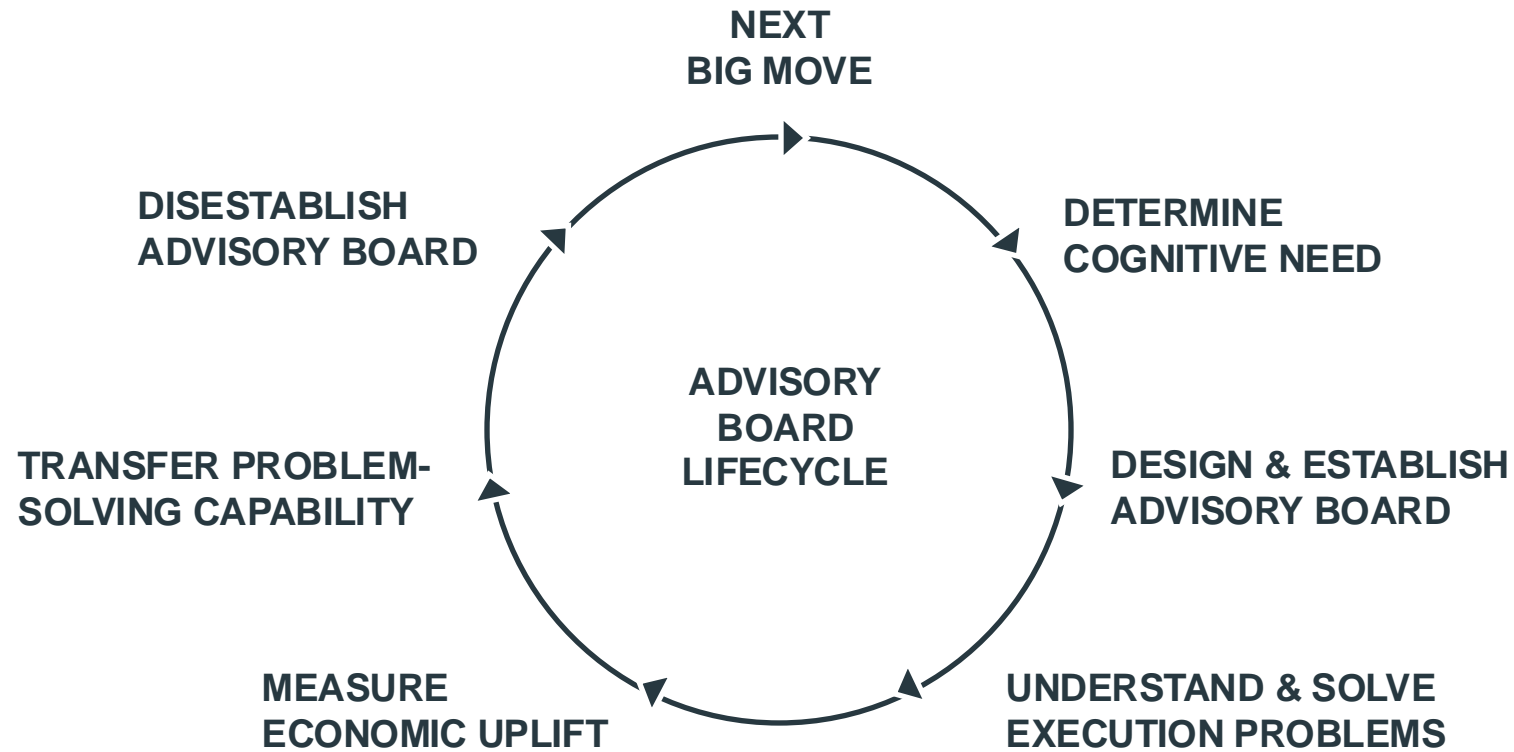 NEXT
BIG MOVE
DETERMINE
COGNITIVE NEED
DESIGN & ESTABLISH
ADVISORY BOARD
UNDERSTAND & SOLVE
EXECUTION PROBLEMS
MEASURE
ECONOMIC UPLIFT
TRANSFER PROBLEM-
SOLVING CAPABILITY
DISESTABLISH
ADVISORY BOARD
ADVISORY
BOARD
LIFECYCLE